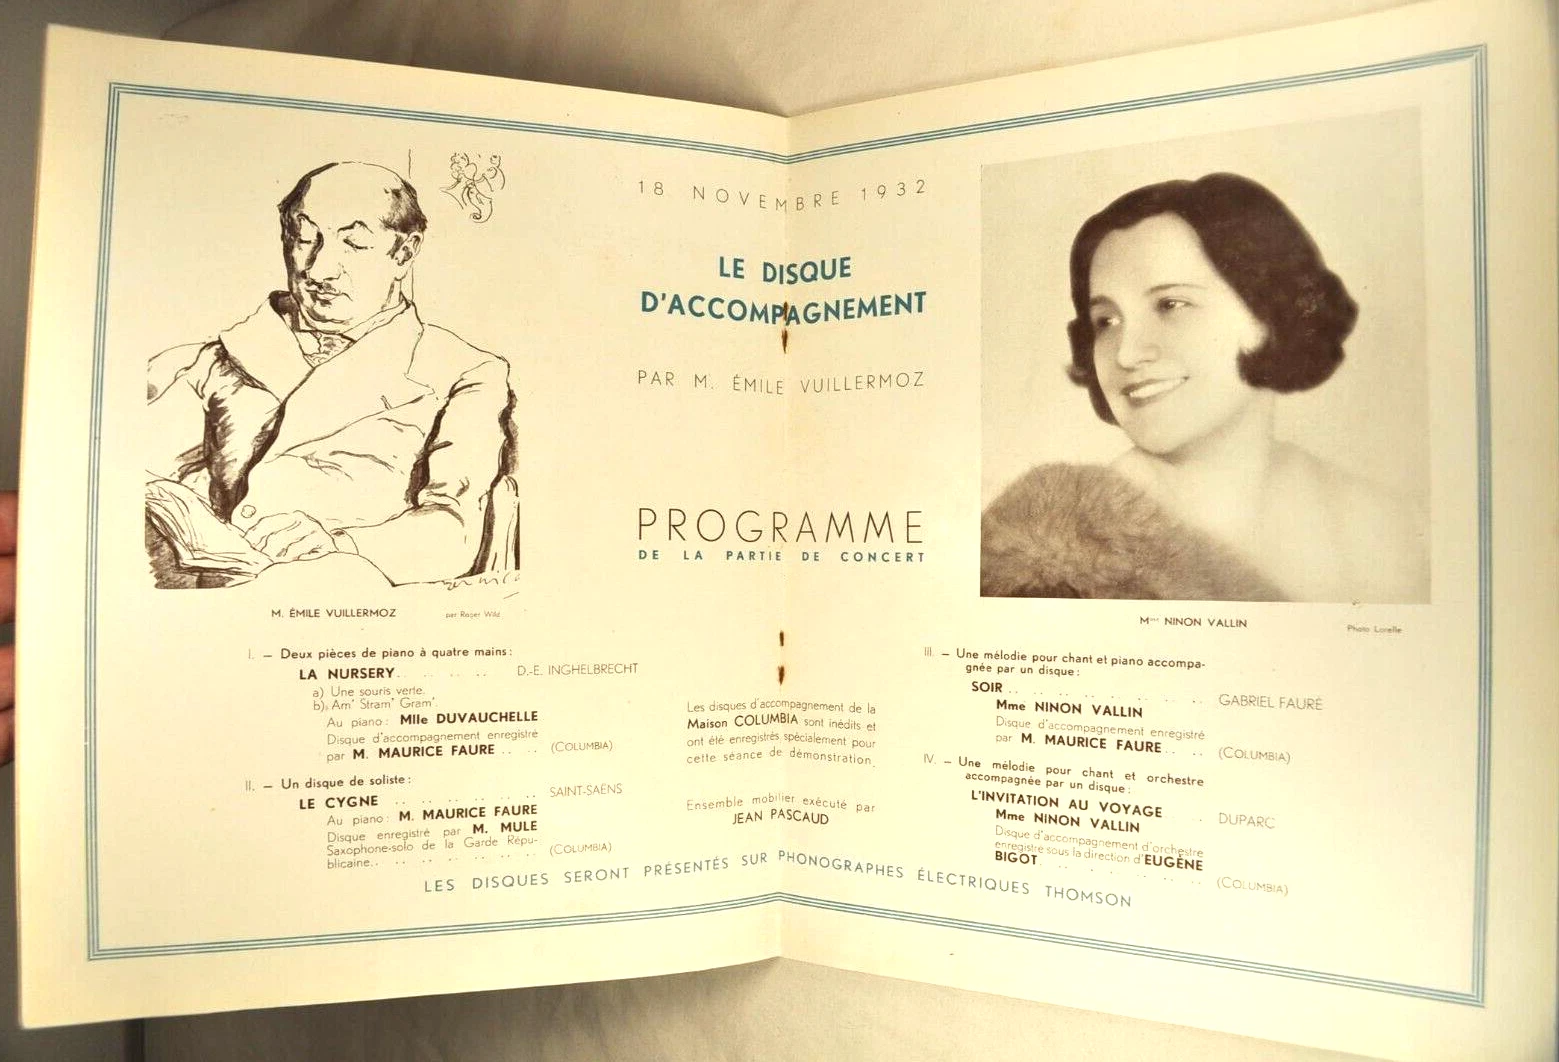 18 NOVEMBRE 1932
LE DISQUE
D'ACCOMPAGNEMENT
PAR M. ÉMILE VUILLERMOZ
PROGRAMME
DE LA PARTIE DE CONCERT
M. ÉMILE VUILLERMOZ par Roger Wild
I. — Deux pièces de piano à quatre mains :
LA NURSERY. .. .. .. .. D.-E. INGHELBRECHT
a) Une souris verte.
b) Am' Stram' Gram'.
Au piano : Mlle DUVAUCHELLE
Disque d'accompagnement enregistré
par M. MAURICE FAURE .. .. (COLUMBIA)
II. — Un disque de soliste :
LE CYGNE .. .. .. .. .. .. SAINT-SAËNS
Au piano : M. MAURICE FAURE
Disque enregistré par M. MULE
Saxophone-solo de la Garde Répu-
blicaine.. .. .. .. .. .. .. (COLUMBIA)
Les disques d'accompagnement de la
Maison COLUMBIA sont inédits et
ont été enregistrés spécialement pour
cette séance de démonstration.
Ensemble mobilier exécuté par
JEAN PASCAUD
Mme NINON VALLIN
Photo Lorelle
III. — Une mélodie pour chant et piano accompa-
gnée par un disque :
SOIR .. .. .. .. .. .. .. .. GABRIEL FAURÉ
Mme NINON VALLIN
Disque d'accompagnement enregistré
par M. MAURICE FAURE.. .. (COLUMBIA)
IV. — Une mélodie pour chant et orchestre
accompagnée par un disque :
L'INVITATION AU VOYAGE . . DUPARC
Mme NINON VALLIN
Disque d'accompagnement d'orchestre
enregistré sous la direction d'EUGÈNE
BIGOT. .. .. .. .. .. .. (COLUMBIA)
LES DISQUES SERONT PRÉSENTÉS SUR PHONOGRAPHES ÉLECTRIQUES THOMSON